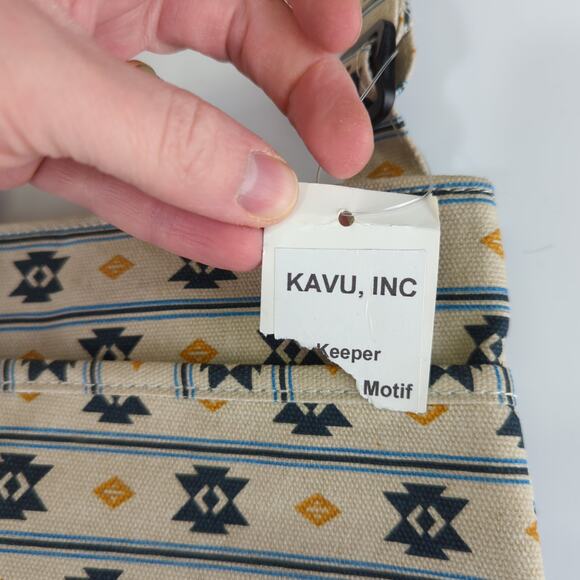 KAVU, INC
Keeper
Motif